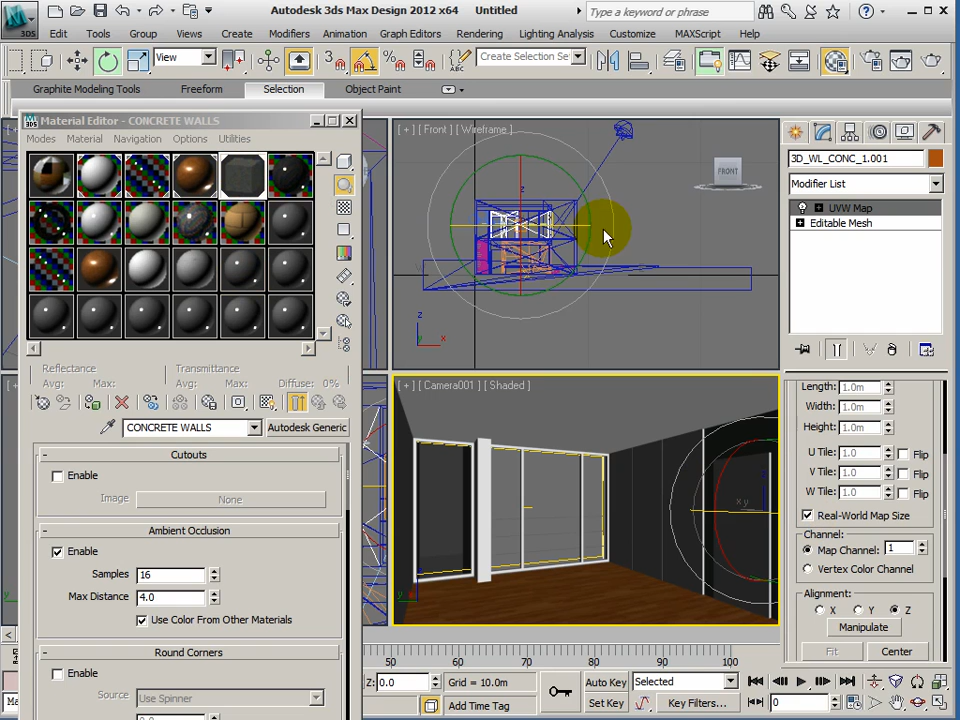 Autodesk 3ds Max Design 2012 x64 Untitled
Type a keyword or phrase
3DS
Edit Tools Group Views Create Modifiers Animation Graph Editors Rendering Lighting Analysis Customize MAXScript Help
View
3
Create Selection Se
Graphite Modeling Tools Freeform Selection Object Paint
Material Editor - CONCRETE WALLS
Modes Material Navigation Options Utilities
[ + ] [ Front ] [ Wireframe ]
FRONT
z
x
3D_WL_CONC_1.001
Modifier List
UVW Map
Editable Mesh
Reflectance
Avg: Max:
Transmittance
Avg: Max: Diffuse: 0%
CONCRETE WALLS
Autodesk Generic
Cutouts
Enable
Image None
Ambient Occlusion
Enable
Samples 16
Max Distance 4.0
Use Color From Other Materials
Round Corners
Enable
Source Use Spinner
[ + ] [ Camera001 ] [ Shaded ]
x y
Length: 1.0m
Width: 1.0m
Height: 1.0m
U Tile: 1.0 Flip
V Tile: 1.0 Flip
W Tile: 1.0 Flip
Real-World Map Size
Channel:
Map Channel: 1
Vertex Color Channel
Alignment:
X Y Z
Manipulate
Fit Center
50 60 70 80 90 100
Z: 0.0 Grid = 10.0m
Add Time Tag
Auto Key Selected
Set Key Key Filters...
0